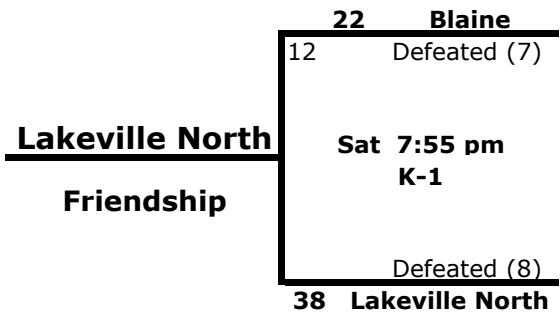 22 Blaine
12 Defeated (7)
Lakeville North
Sat 7:55 pm
K-1
Friendship
Defeated (8)
38 Lakeville North